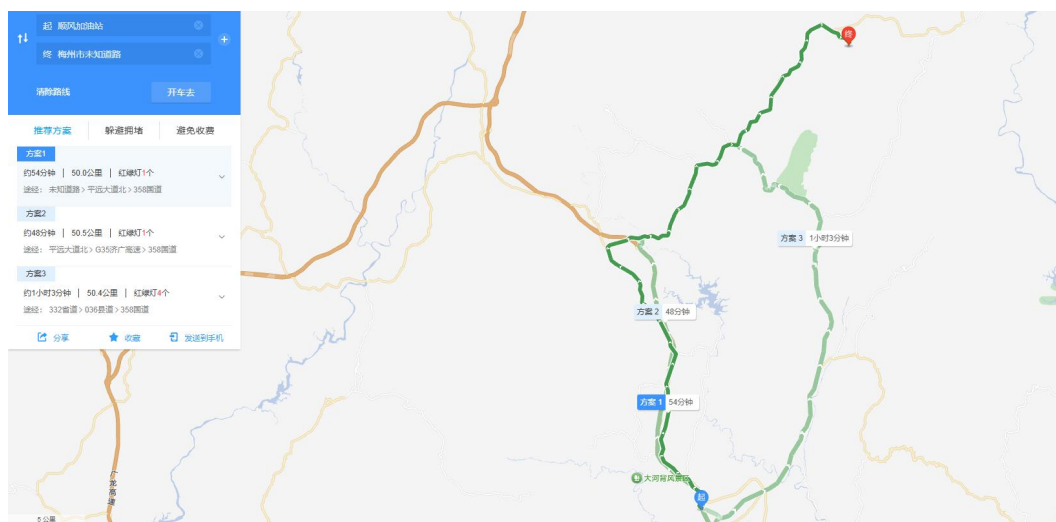 起 顺风加油站
终 梅州市未知道路
清除路线
开车去
推荐方案
躲避拥堵
避免收费
方案1
约54分钟 | 50.0公里 | 红绿灯1个
途经: 未知道路 > 平远大道北 > 358国道
方案2
约48分钟 | 50.5公里 | 红绿灯1个
途经: 平远大道北 > G35济广高速 > 358国道
方案3
约1小时3分钟 | 50.4公里 | 红绿灯4个
途经: 332省道 > 036县道 > 358国道
分享
收藏
发送到手机
终
方案 3 1小时3分钟
方案 2 48分钟
方案 1 54分钟
大河背风景区
起
广龙高速
5 公里